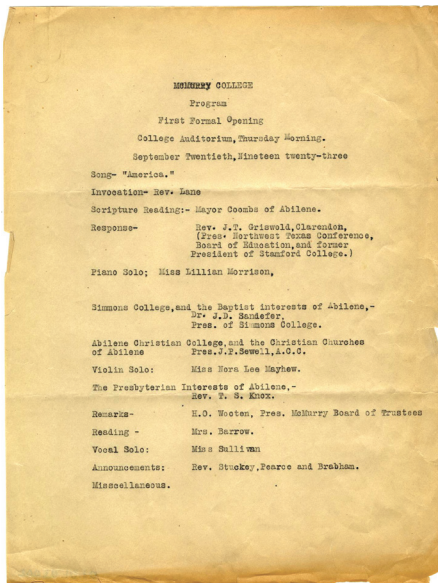 McMURRY COLLEGE
Program
First Formal Opening
College Auditorium,Thursday Morning.
September Twentieth,Nineteen twenty-three
Song- "America."
Invocation- Rev. Lane
Scripture Reading:- Mayor Coombs of Abilene.
Response- Rev. J.T. Griswold,Clarendon,
(Pres. Northwest Texas Conference,
Board of Education,and former
President of Stamford College.)
Piano Solo; Miss Lillian Morrison,
Simmons College,and the Baptist interests of Abilene,-
Dr. J.D. Sandefer.
Pres. of Simmons College.
Abilene Christian College,and the Christian Churches
of Abilene Pres.J.P.Sewell,A.C.C.
Violin Solo: Miss Nora Lee Mayhew.
The Presbyterian Interests of Abilene,-
Rev. T. S. Knox.
Remarks- H.O. Wooten, Pres. McMurry Board of Trustees
Reading - Mrs. Barrow.
Vocal Solo: Miss Sullivan
Announcements: Rev. Stuckey,Pearce and Brabham.
Misscellaneous.